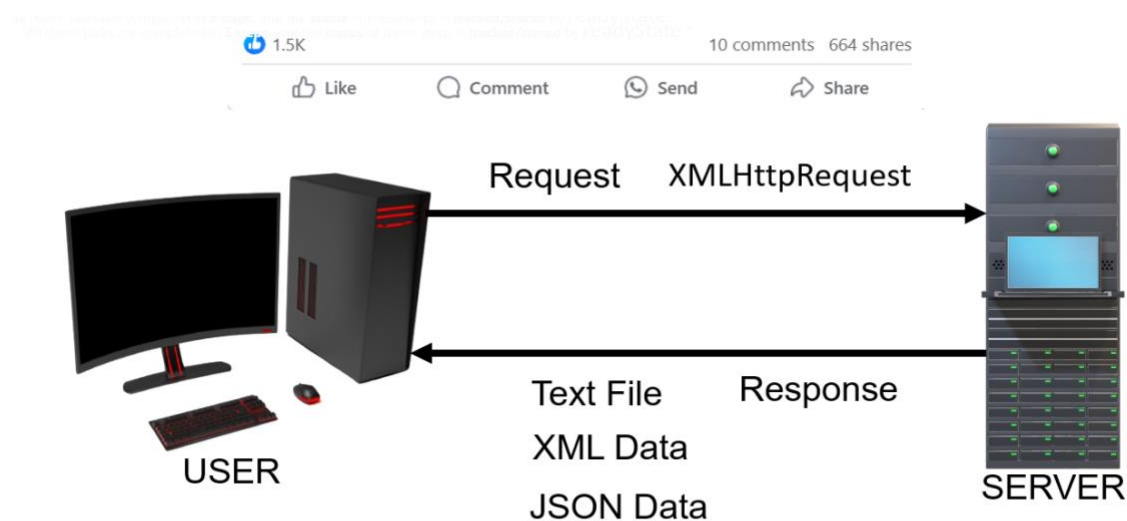 1.5K 10 comments 664 shares
Like Comment Send Share
Request XMLHttpRequest
Text File Response
XML Data
JSON Data
USER
SERVER